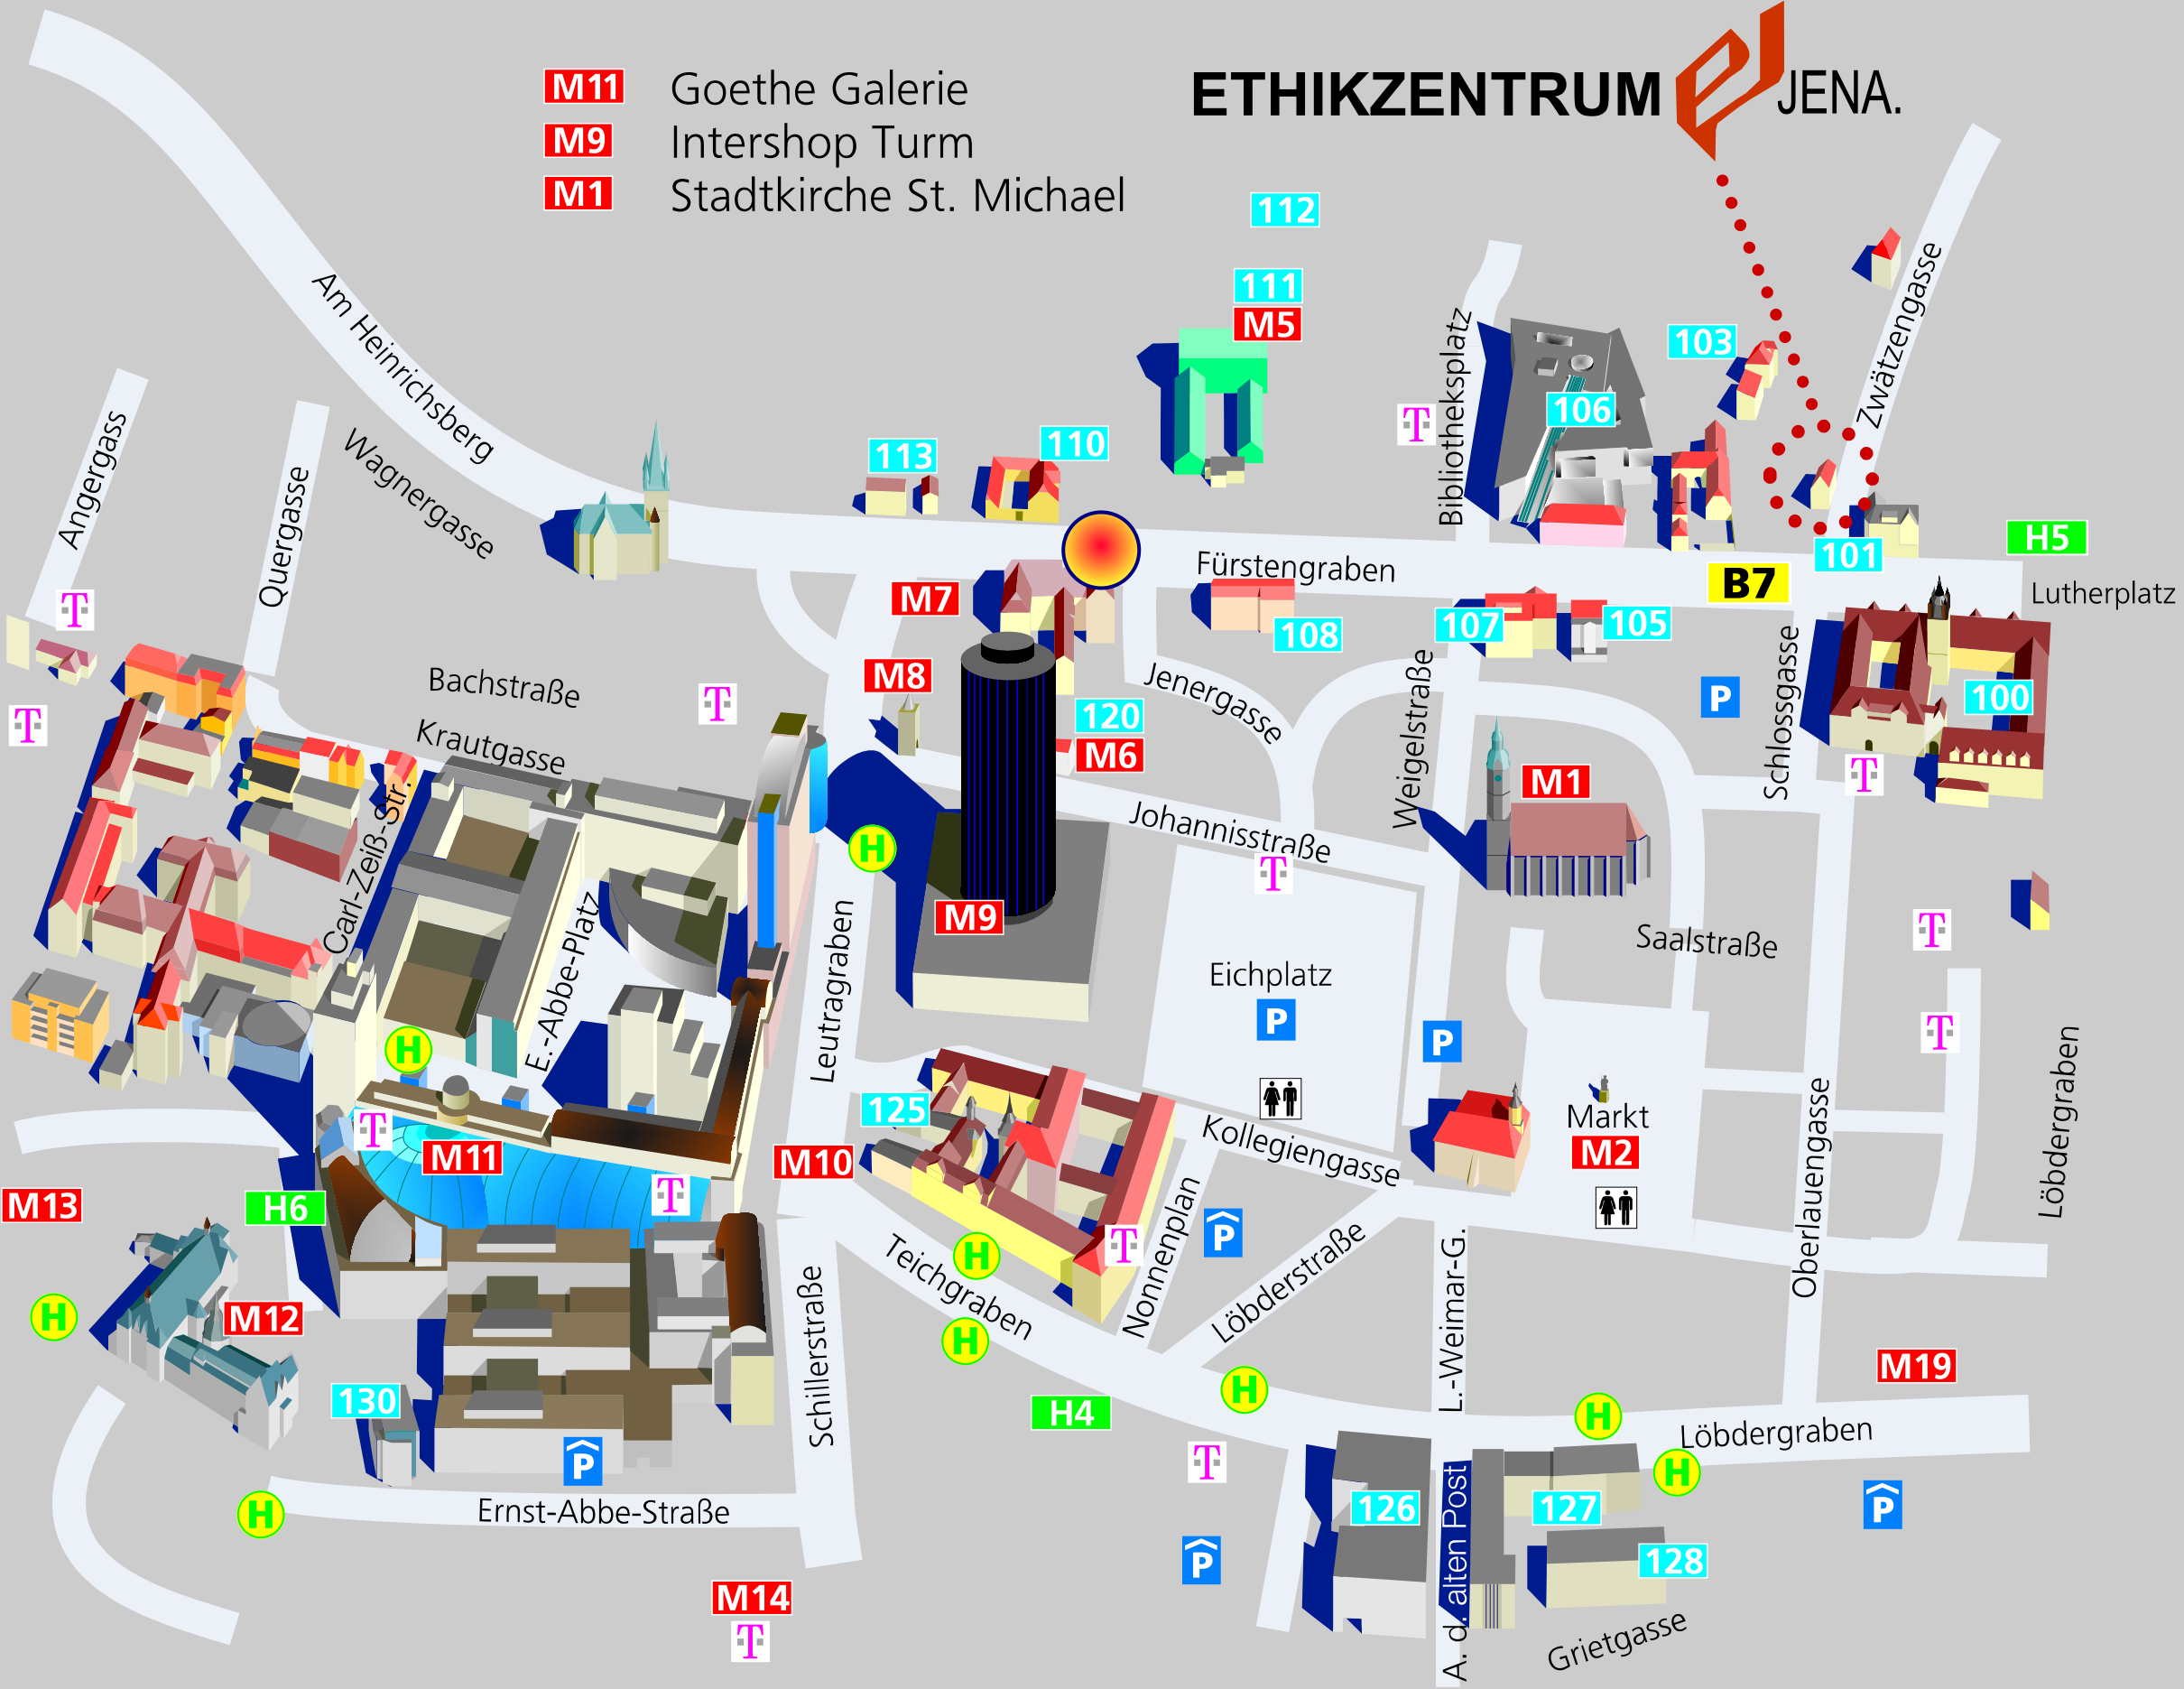 M11 Goethe Galerie
M9 Intershop Turm
M1 Stadtkirche St. Michael
ETHIKZENTRUM JENA.
112
111
M5
103
106
110
113
Am Heinrichsberg
Wagnergasse
Angergass
Quergasse
Bibliotheksplatz
Zwätzengasse
101
H5
B7
Lutherplatz
Fürstengraben
M7
108
107
105
T
T
T
T
Bachstraße
Krautgasse
M8
120
M6
Jenergasse
Weigelstraße
P
Schlossgasse
100
T
M1
Johannisstraße
T
H
Carl-Zeiß-Str.
E.-Abbe-Platz
Leutragraben
M9
Eichplatz
P
P
Saalstraße
T
T
Löbdergraben
H
Markt
M2
125
Kollegiengasse
Oberlauengasse
T
M11
T
M10
M13
H6
T
P
Nonnenplan
Löbderstraße
L.-Weimar-G.
H
Teichgraben
H
H
M12
H
Schillerstraße
130
P
H4
H
H
M19
Löbdergraben
H
Ernst-Abbe-Straße
T
P
126
127
128
P
A. d. alten Post
Grietgasse
M14
T